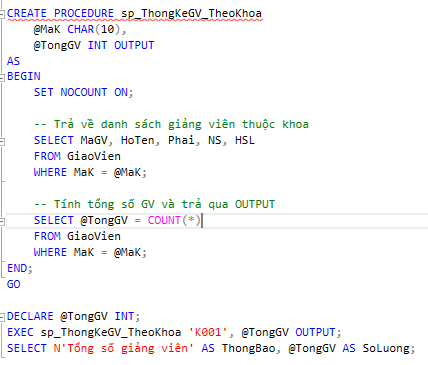 CREATE PROCEDURE sp_ThongKeGV_TheoKhoa
    @MaK CHAR(10),
    @TongGV INT OUTPUT
AS
BEGIN
    SET NOCOUNT ON;

    -- Trả về danh sách giảng viên thuộc khoa
    SELECT MaGV, HoTen, Phai, NS, HSL
    FROM GiaoVien
    WHERE MaK = @MaK;

    -- Tính tổng số GV và trả qua OUTPUT
    SELECT @TongGV = COUNT(*)
    FROM GiaoVien
    WHERE MaK = @MaK;
END;
GO

DECLARE @TongGV INT;
EXEC sp_ThongKeGV_TheoKhoa 'K001', @TongGV OUTPUT;
SELECT N'Tổng số giảng viên' AS ThongBao, @TongGV AS SoLuong;